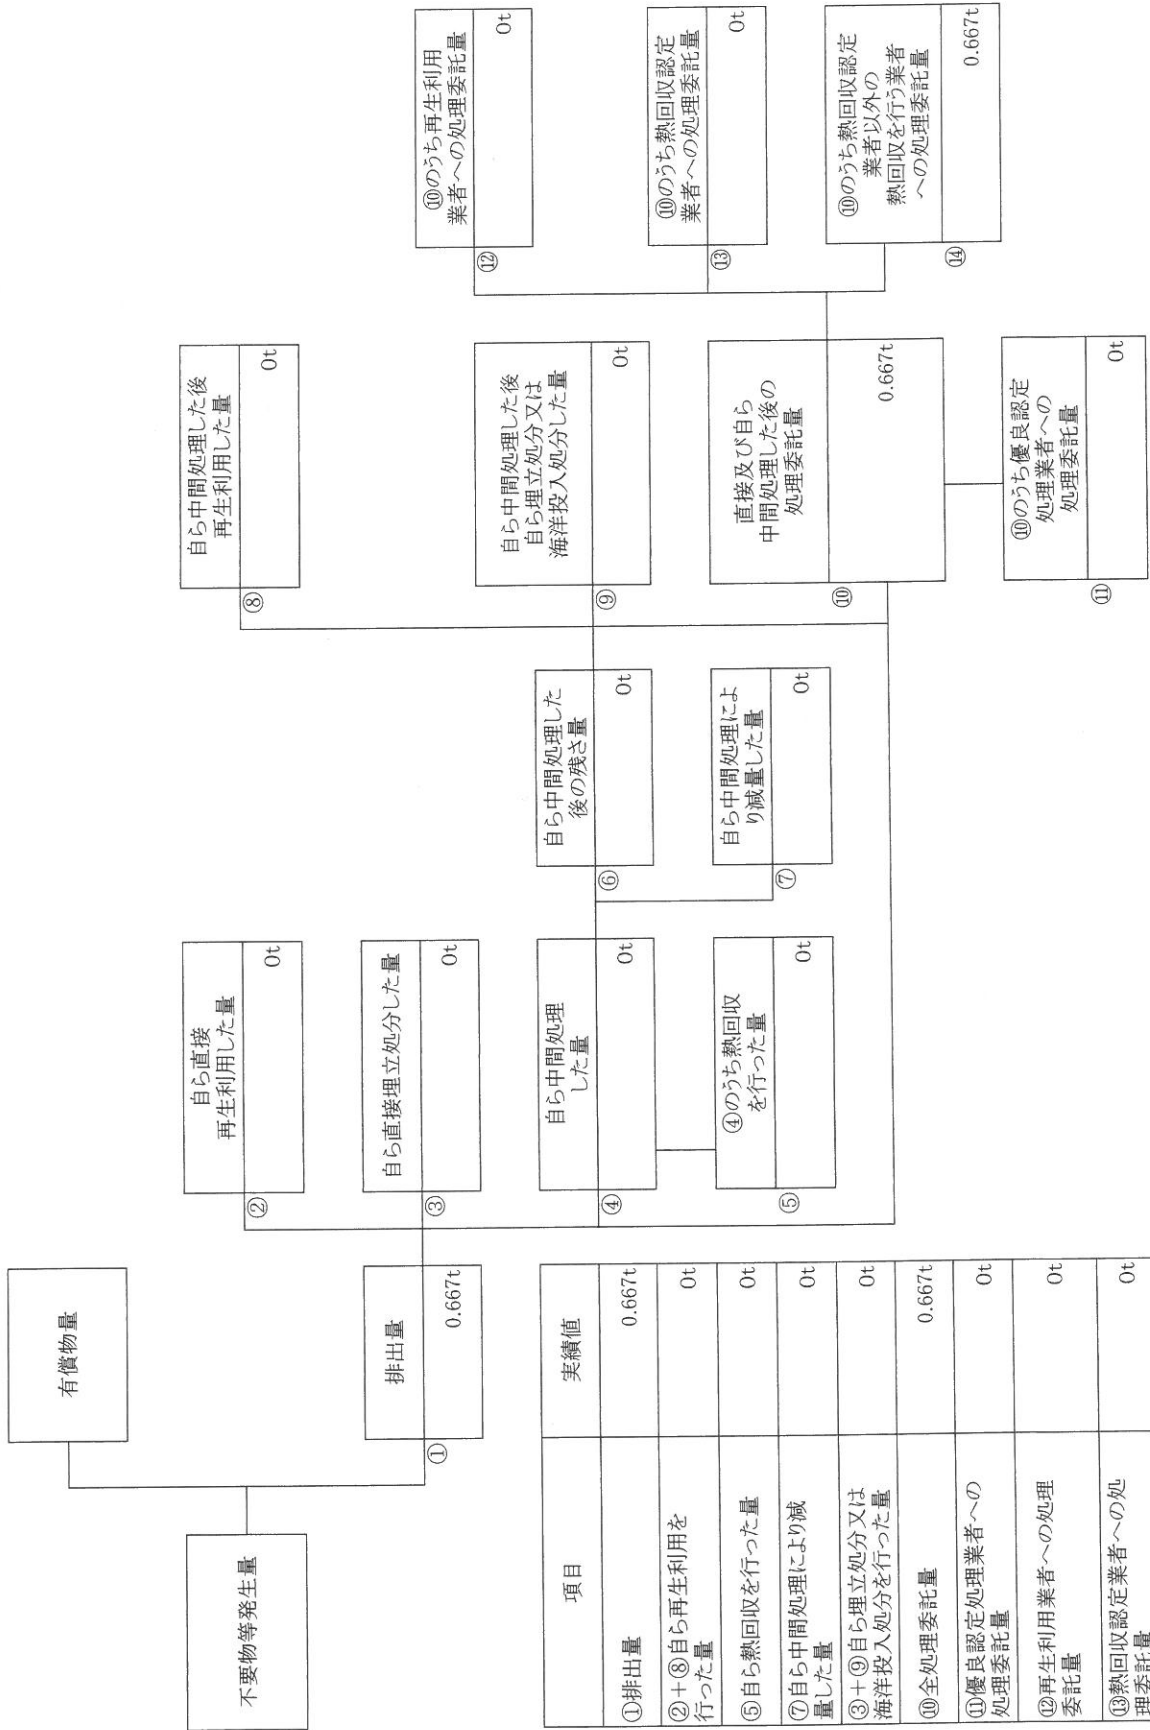 不要物等発生量
有償物量
排出量
①
0.667t
自ら直接
再生利用した量
②
0t
自ら直接埋立処分した量
③
0t
自ら中間処理
した量
④
0t
④のうち熱回収
を行った量
⑤
0t
自ら中間処理した
後の残さ量
⑥
0t
自ら中間処理によ
り減量した量
⑦
0t
自ら中間処理した後
再生利用した量
⑧
0t
自ら中間処理した後
自ら埋立処分又は
海洋投入処分した量
⑨
0t
直接及び自ら
中間処理した後の
処理委託量
⑩
0.667t
⑩のうち優良認定
処理業者への
処理委託量
⑪
0t
⑩のうち再生利用
業者への処理委託量
⑫
0t
⑩のうち熱回収認定
業者への処理委託量
⑬
0t
⑩のうち熱回収認定
業者以外の
熱回収を行う業者
への処理委託量
⑭
0.667t
項目 実績値
①排出量 0.667t
②+⑧自ら再生利用を
行った量 0t
⑤自ら熱回収を行った量 0t
⑦自ら中間処理により減
量した量 0t
③+⑨自ら埋立処分又は
海洋投入処分を行った量 0t
⑩全処理委託量 0.667t
⑪優良認定処理業者への
処理委託量 0t
⑫再生利用業者への処理
委託量 0t
⑬熱回収認定業者への処
理委託量 0t